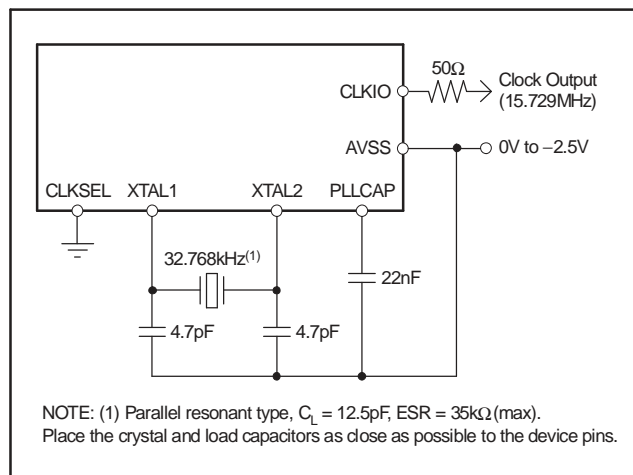 50Ω
CLKIO
Clock Output
(15.729MHz)
AVSS
0V to −2.5V
CLKSEL XTAL1 XTAL2 PLLCAP
32.768kHz(1)
22nF
4.7pF 4.7pF
NOTE: (1) Parallel resonant type, CL = 12.5pF, ESR = 35kΩ (max).
Place the crystal and load capacitors as close as possible to the device pins.